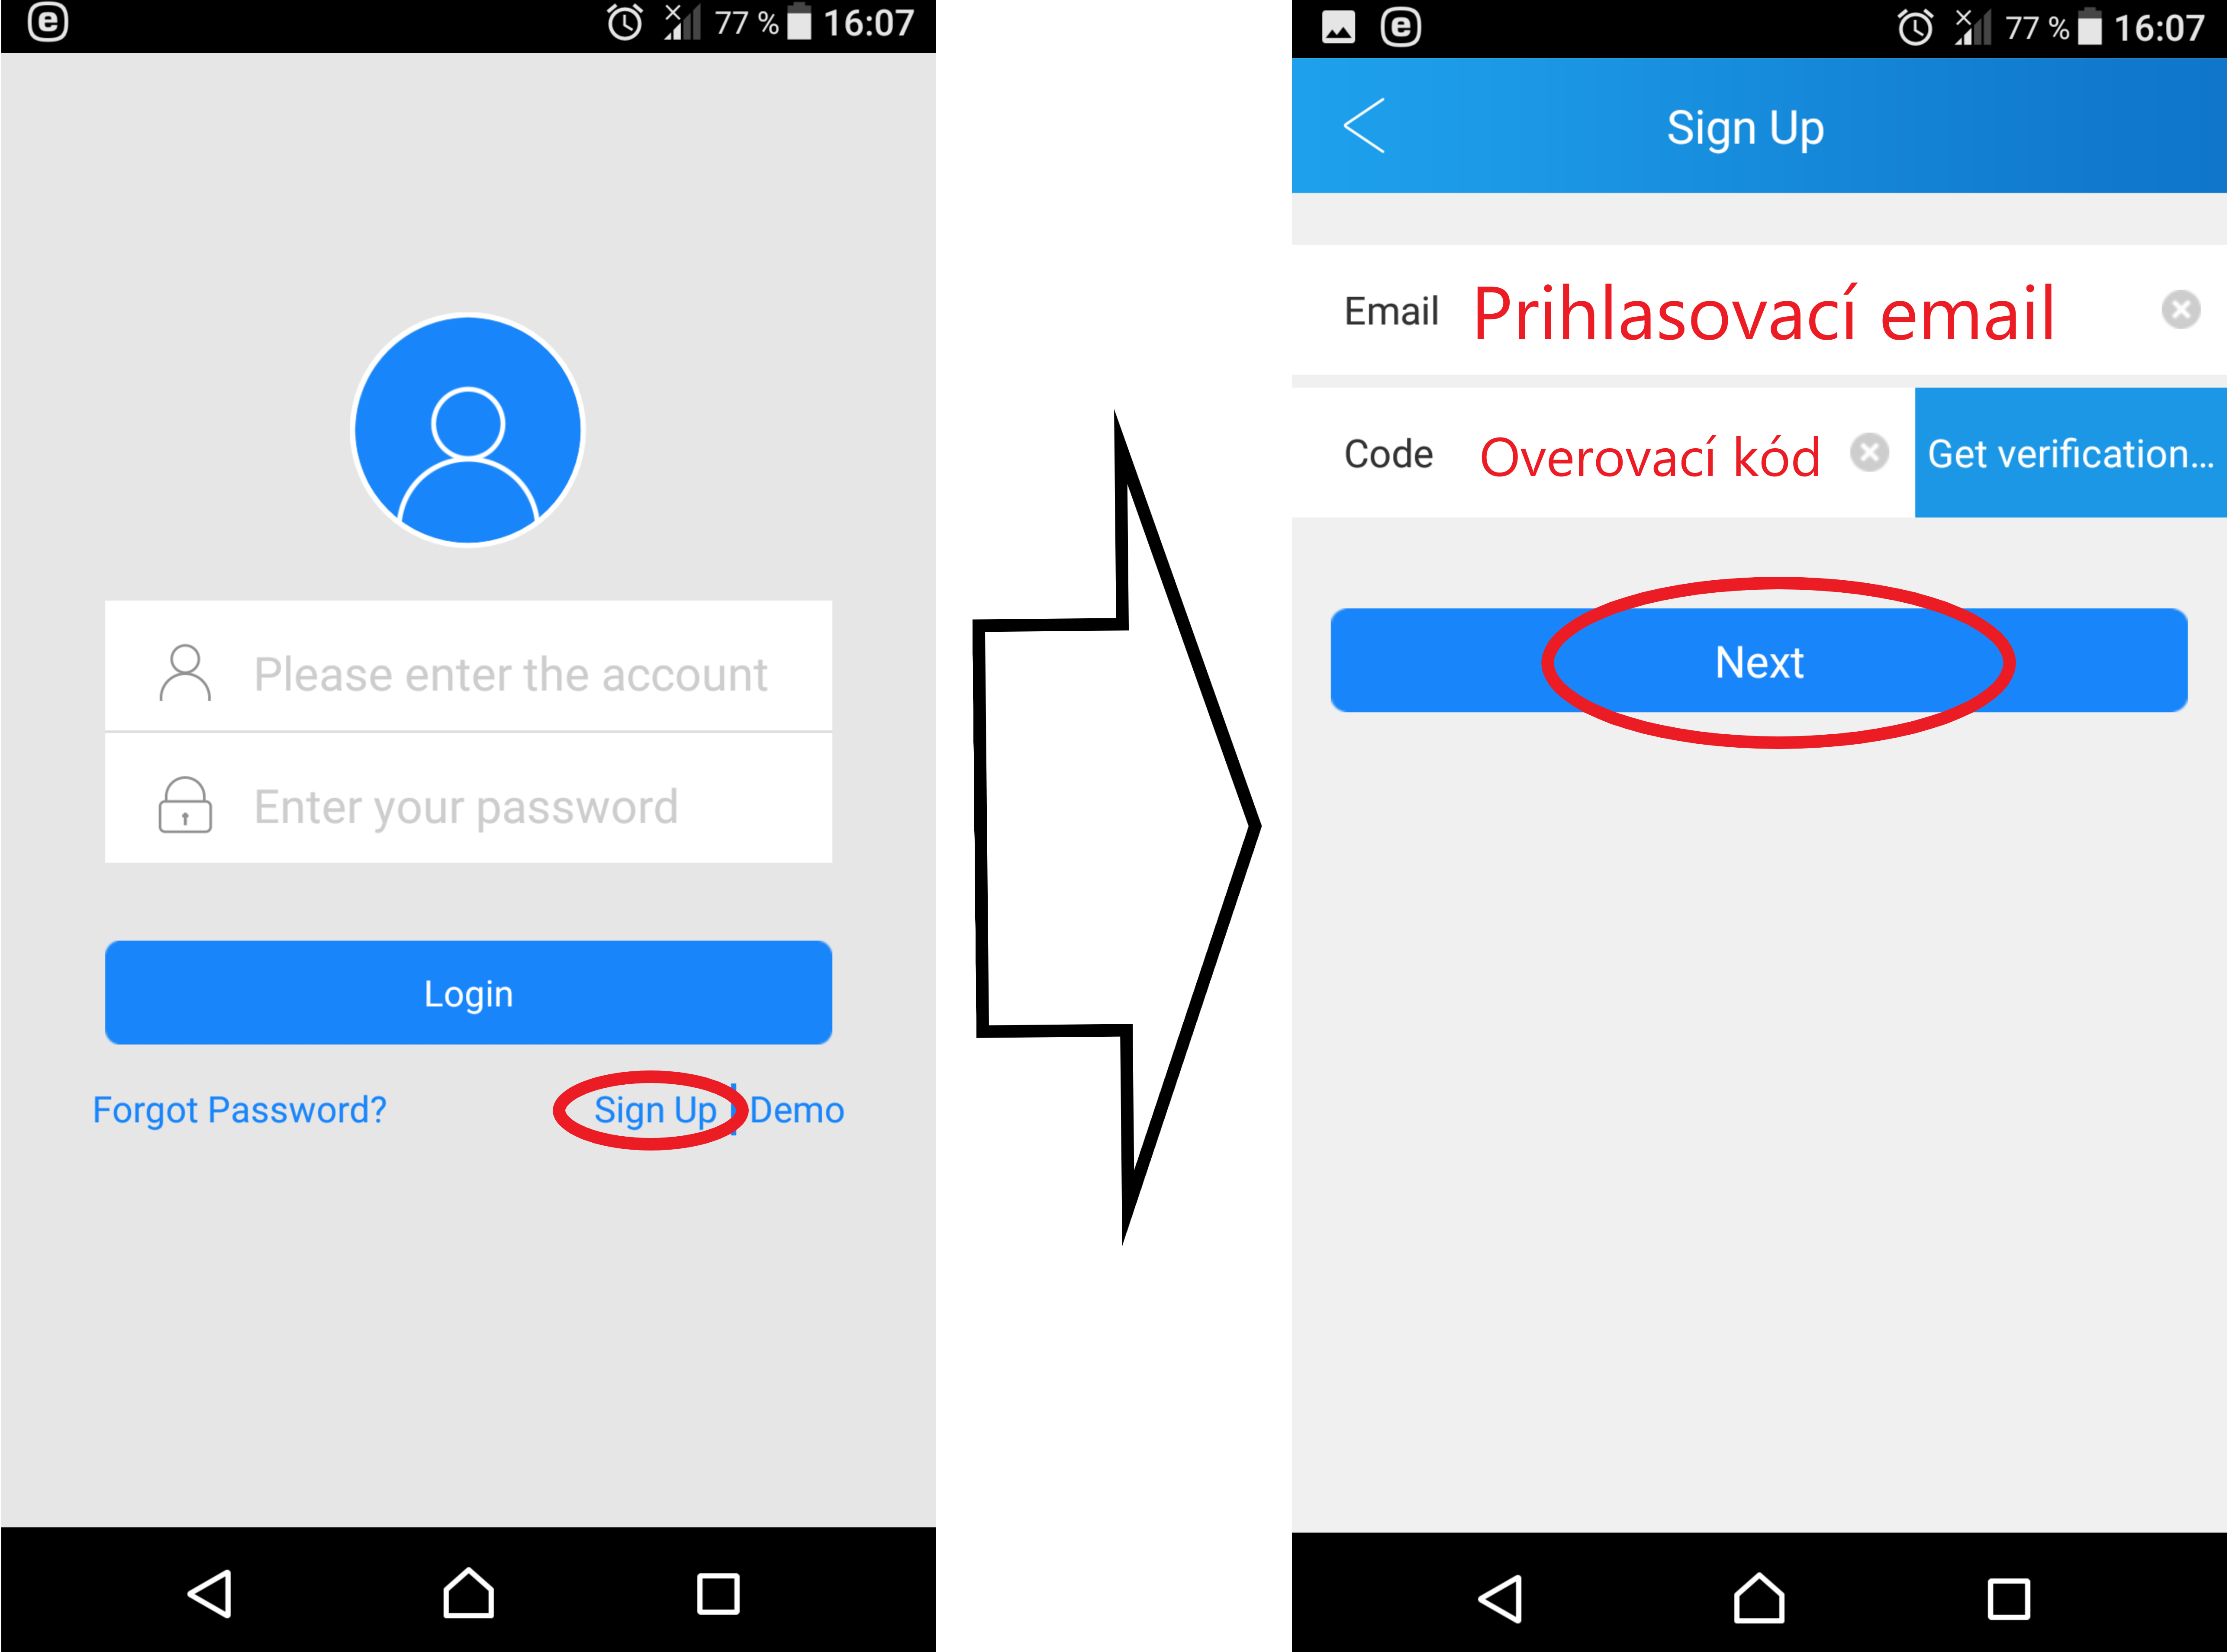 e 77 % 16:07
Please enter the account
Enter your password
Login
Forgot Password? Sign Up | Demo
e 77 % 16:07
Sign Up
Email Prihlasovací email
Code Overovací kód Get verification...
Next